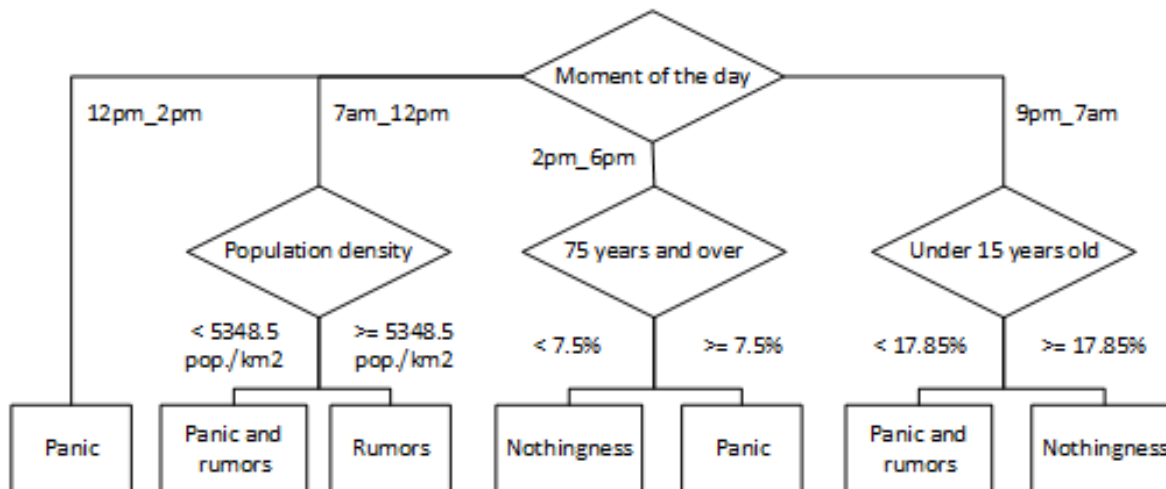 Moment of the day
12pm_2pm
7am_12pm
9pm_7am
2pm_6pm
Population density
75 years and over
Under 15 years old
< 5348.5
pop./km2
>= 5348.5
pop./km2
< 7.5%
>= 7.5%
< 17.85%
>= 17.85%
Panic
Panic and
rumors
Rumors
Nothingness
Panic
Panic and
rumors
Nothingness